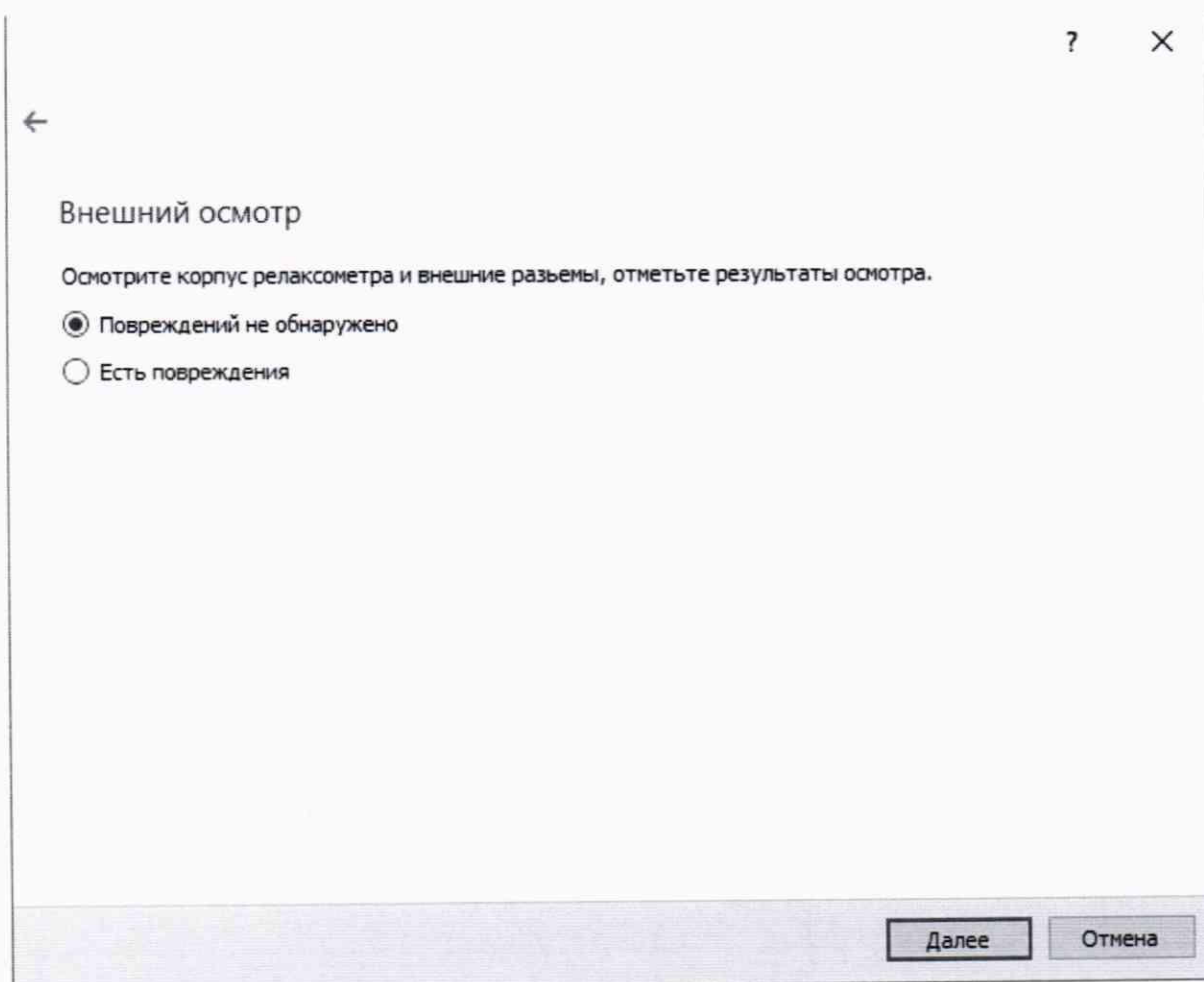 ?
Внешний осмотр
Осмотрите корпус релаксометра и внешние разьемы, отметьте результаты осмотра.
Повреждений не обнаружено
Есть повреждения
Далее Отмена